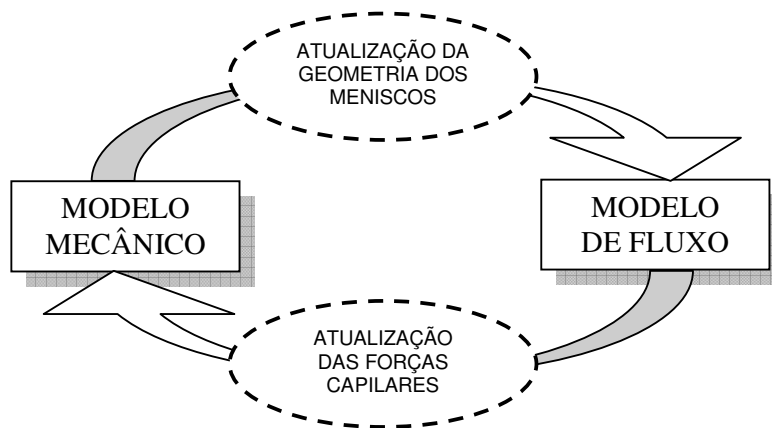 ATUALIZAÇÃO DA
GEOMETRIA DOS
MENISCOS
MODELO
MECÂNICO
MODELO
DE FLUXO
ATUALIZAÇÃO
DAS FORÇAS
CAPILARES